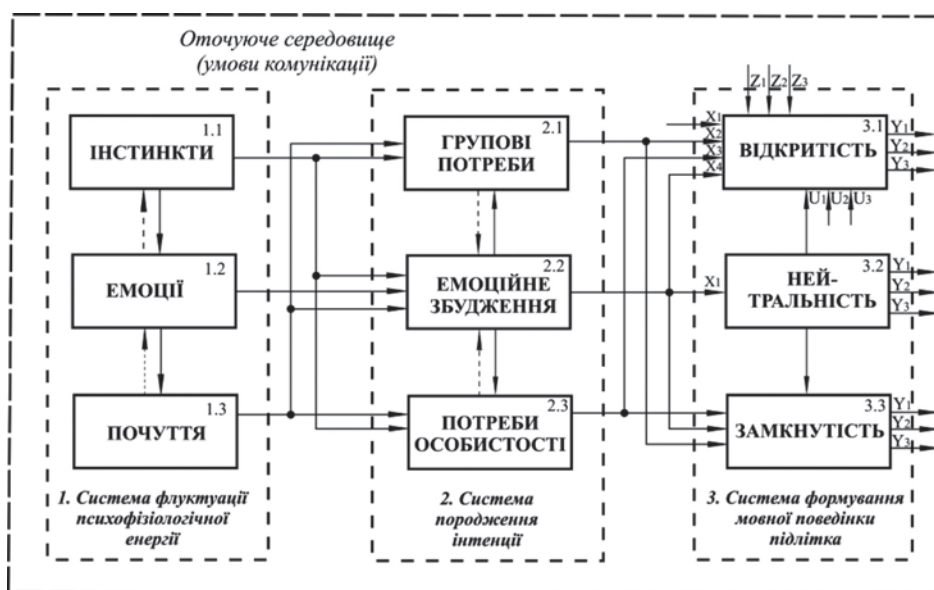 Оточуюче середовище
(умови комунікації)
1.1
ІНСТИНКТИ
1.2
ЕМОЦІЇ
1.3
ПОЧУТТЯ
1. Система флуктуації
психофізіологічної
енергії
2.1
ГРУПОВІ
ПОТРЕБИ
2.2
ЕМОЦІЙНЕ
ЗБУДЖЕННЯ
2.3
ПОТРЕБИ
ОСОБИСТОСТІ
2. Система
породження
інтенції
Z1 Z2 Z3
X1
X2
X3
X4
3.1
ВІДКРИТІСТЬ
Y1
Y2
Y3
U1 U2 U3
X1
3.2
НЕЙ-
ТРАЛЬНІСТЬ
Y1
Y2
Y3
3.3
ЗАМКНУТІСТЬ
Y1
Y2
Y3
3. Система формування
мовної поведінки
підлітка